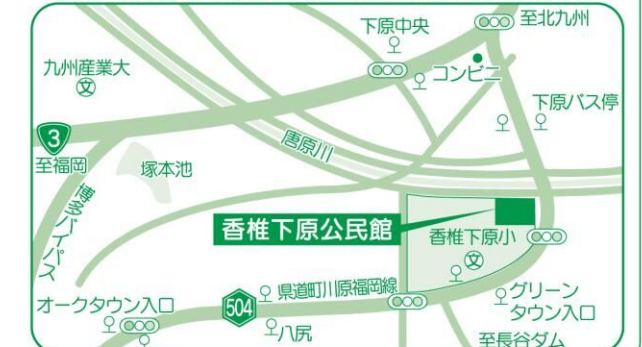 至北九州
下原中央
コンビニ
九州産業大
文
下原バス停
3
唐原川
至福岡
塚本池
博多バイパス
香椎下原公民館
香椎下原小
文
県道町川原福岡線
グリーン
タウン入口
オークタウン入口
504
八尻
至長谷ダム